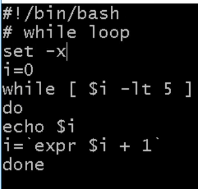 #!/bin/bash
# while loop
set -x
i=0
while [ $i -lt 5 ]
do
echo $i
i=`expr $i + 1`
done